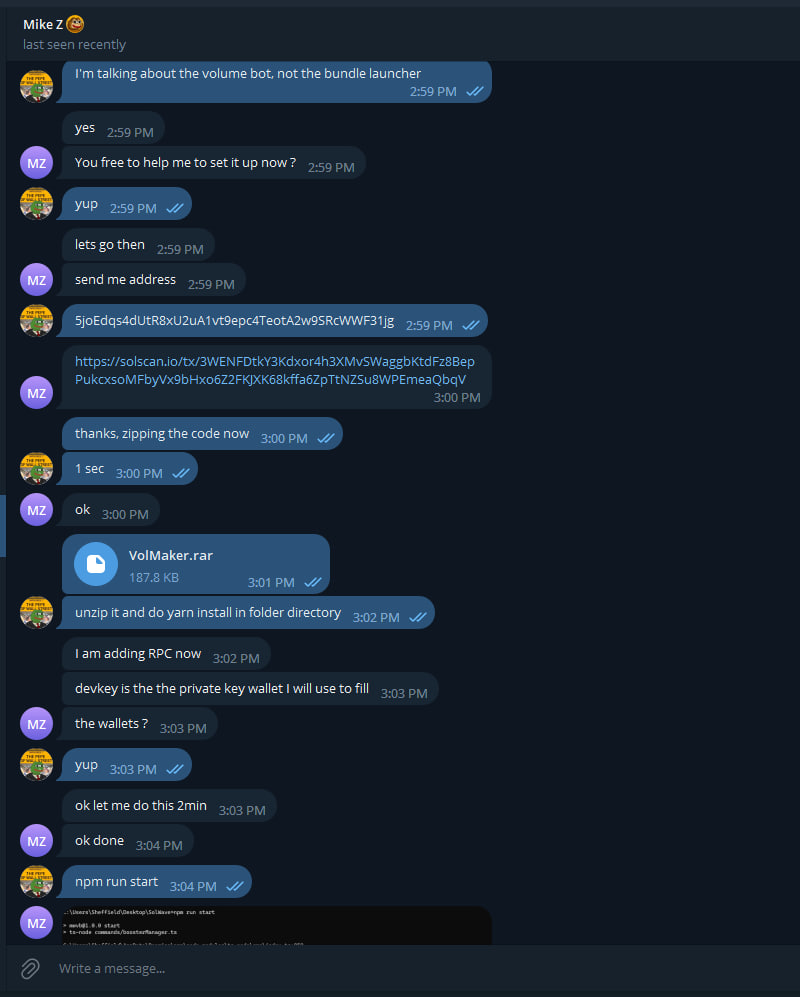 Mike Z
last seen recently
I'm talking about the volume bot, not the bundle launcher
2:59 PM
yes 2:59 PM
MZ
You free to help me to set it up now ? 2:59 PM
yup 2:59 PM
lets go then 2:59 PM
MZ
send me address 2:59 PM
5joEdqs4dUtR8xU2uA1vt9epc4TeotA2w9SRcWWF31jg 2:59 PM
https://solscan.io/tx/3WENFDtkY3Kdxor4h3XMvSWaggbKtdFz8Bep
PukcxsoMFbyVx9bHxo6Z2FKJXK68kffa6ZpTtNZSu8WPEmeaQbqV
MZ
3:00 PM
thanks, zipping the code now 3:00 PM
1 sec 3:00 PM
MZ
ok 3:00 PM
VolMaker.rar
187.8 KB 3:01 PM
unzip it and do yarn install in folder directory 3:02 PM
I am adding RPC now 3:02 PM
devkey is the the private key wallet I will use to fill 3:03 PM
MZ
the wallets ? 3:03 PM
yup 3:03 PM
ok let me do this 2min 3:03 PM
MZ
ok done 3:04 PM
npm run start 3:04 PM
MZ
.:\Users\Sheffield\Desktop\SolWave>npm run start
> mmvb@1.0.0 start
> ts-node commands/boosterManager.ts
Write a message...